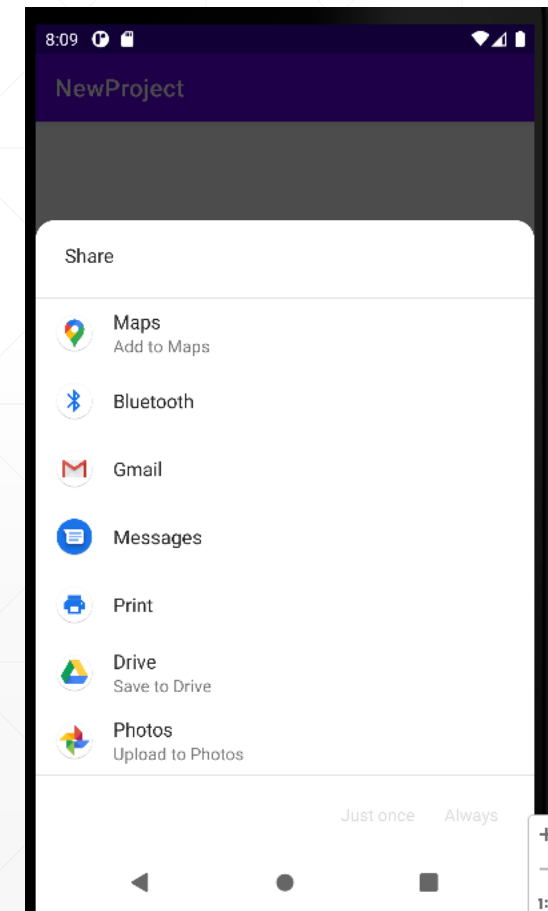 8:09
NewProject
Share
Maps
Add to Maps
Bluetooth
Gmail
Messages
Print
Drive
Save to Drive
Photos
Upload to Photos
Just once Always